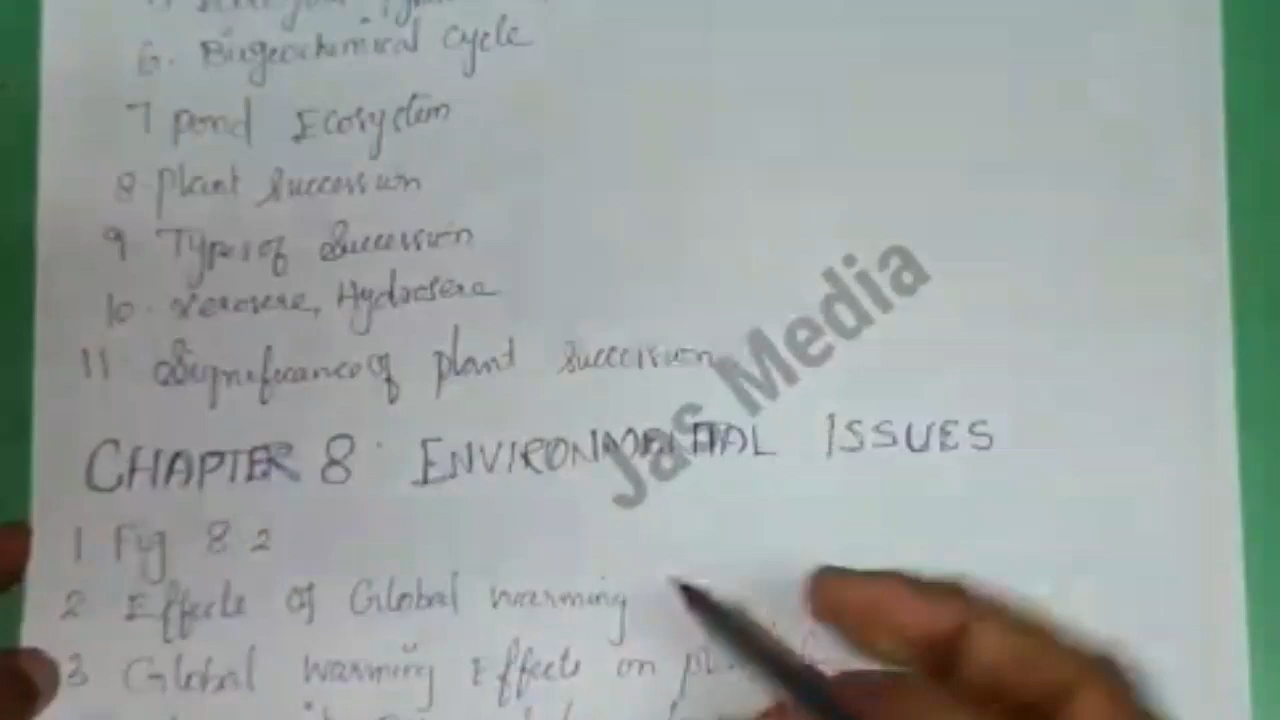 6. Biogeochemical cycle
7 pond Ecosystem
8. plant succession
9 Types of Succession
10. Xerosere, Hydrosere
11 Significance of plant succession
Jas Media
CHAPTER 8. ENVIRONMENTAL ISSUES
1 Fig 8.2
2 Effects of Global warming
3 Global warming Effects on